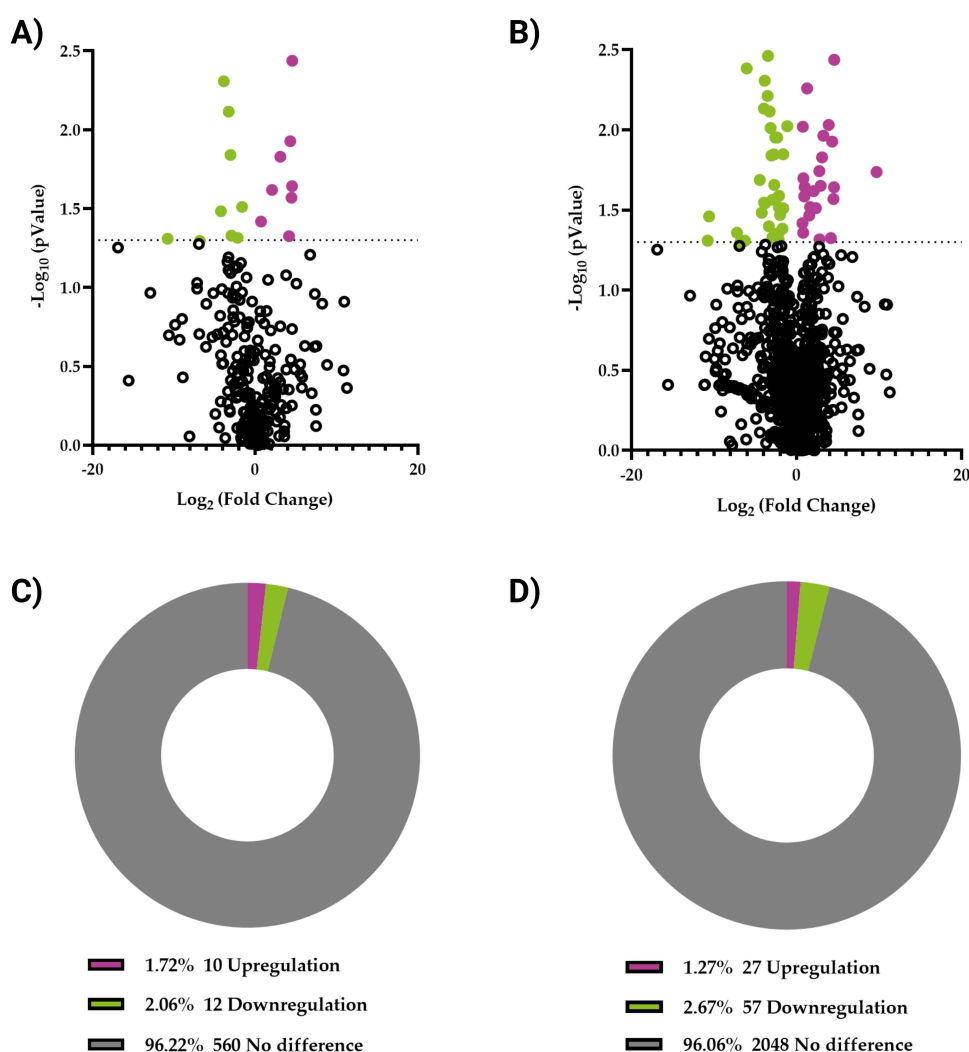 A)
B)
2.5
2.0
1.5
1.0
0.5
0.0
-20
0
20
-Log10 (pValue)
Log2 (Fold Change)
2.5
2.0
1.5
1.0
0.5
0.0
-20
0
20
-Log10 (pValue)
Log2 (Fold Change)
C)
D)
1.72% 10 Upregulation
2.06% 12 Downregulation
96.22% 560 No difference
1.27% 27 Upregulation
2.67% 57 Downregulation
96.06% 2048 No difference